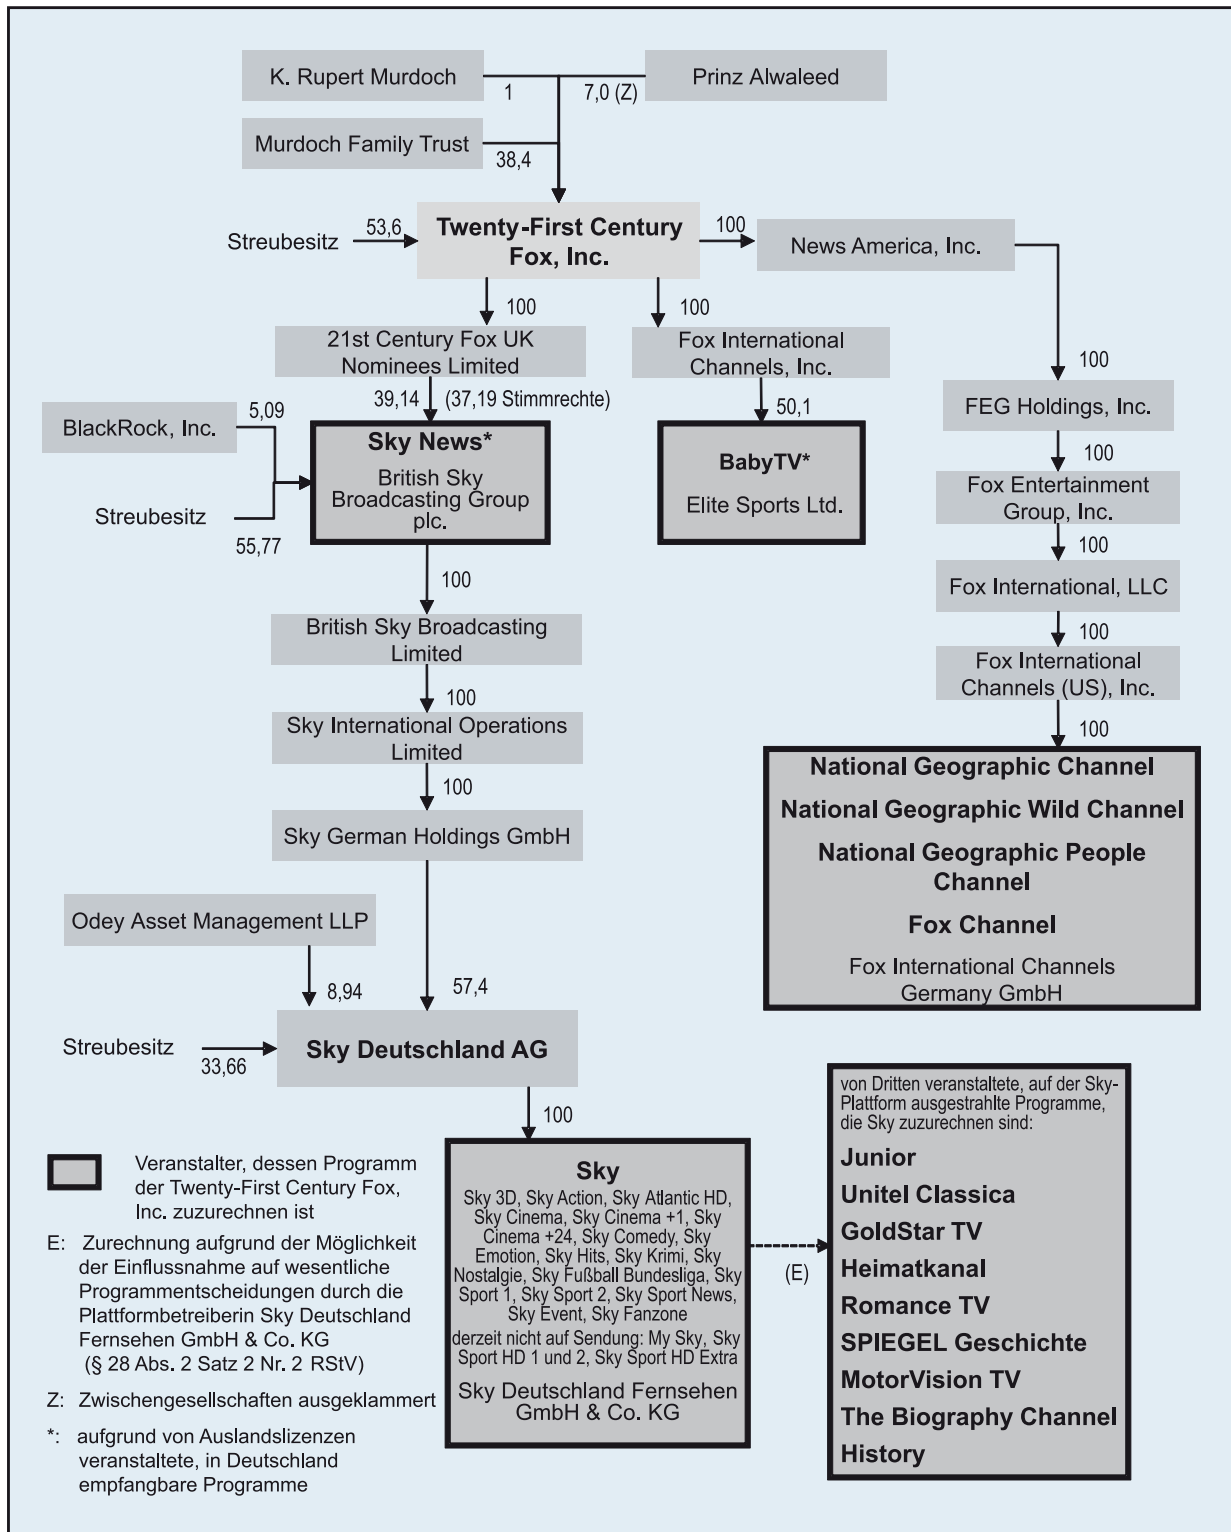 K. Rupert Murdoch
1
7,0 (Z)
Prinz Alwaleed
Murdoch Family Trust
38,4
Streubesitz
53,6
Twenty-First Century
Fox, Inc.
100
News America, Inc.
100
100
21st Century Fox UK
Nominees Limited
Fox International
Channels, Inc.
100
39,14
(37,19 Stimmrechte)
50,1
FEG Holdings, Inc.
BlackRock, Inc.
5,09
Streubesitz
55,77
Sky News*
British Sky
Broadcasting Group
plc.
BabyTV*
Elite Sports Ltd.
100
Fox Entertainment
Group, Inc.
100
Fox International, LLC
100
Fox International
Channels (US), Inc.
100
100
British Sky Broadcasting
Limited
100
Sky International Operations
Limited
100
Sky German Holdings GmbH
National Geographic Channel
National Geographic Wild Channel
National Geographic People
Channel
Fox Channel
Fox International Channels
Germany GmbH
Odey Asset Management LLP
8,94
57,4
Streubesitz
33,66
Sky Deutschland AG
100
Sky
Sky 3D, Sky Action, Sky Atlantic HD,
Sky Cinema, Sky Cinema +1, Sky
Cinema +24, Sky Comedy, Sky
Emotion, Sky Hits, Sky Krimi, Sky
Nostalgie, Sky Fußball Bundesliga, Sky
Sport 1, Sky Sport 2, Sky Sport News,
Sky Event, Sky Fanzone
derzeit nicht auf Sendung: My Sky, Sky
Sport HD 1 und 2, Sky Sport HD Extra
Sky Deutschland Fernsehen
GmbH & Co. KG
(E)
von Dritten veranstaltete, auf der Sky-
Plattform ausgestrahlte Programme,
die Sky zuzurechnen sind:
Junior
Unitel Classica
GoldStar TV
Heimatkanal
Romance TV
SPIEGEL Geschichte
MotorVision TV
The Biography Channel
History
Veranstalter, dessen Programm
der Twenty-First Century Fox,
Inc. zuzurechnen ist
E: Zurechnung aufgrund der Möglichkeit
der Einflussnahme auf wesentliche
Programmentscheidungen durch die
Plattformbetreiberin Sky Deutschland
Fernsehen GmbH & Co. KG
(§ 28 Abs. 2 Satz 2 Nr. 2 RStV)
Z: Zwischengesellschaften ausgeklammert
*: aufgrund von Auslandslizenzen
veranstaltete, in Deutschland
empfangbare Programme